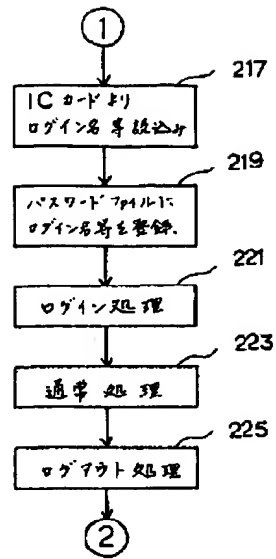 1
217
ICカードより
ログイン名等読込み
219
パスワードファイルに
ログイン名等を登録.
221
ログイン処理
223
通常処理
225
ログアウト処理
2